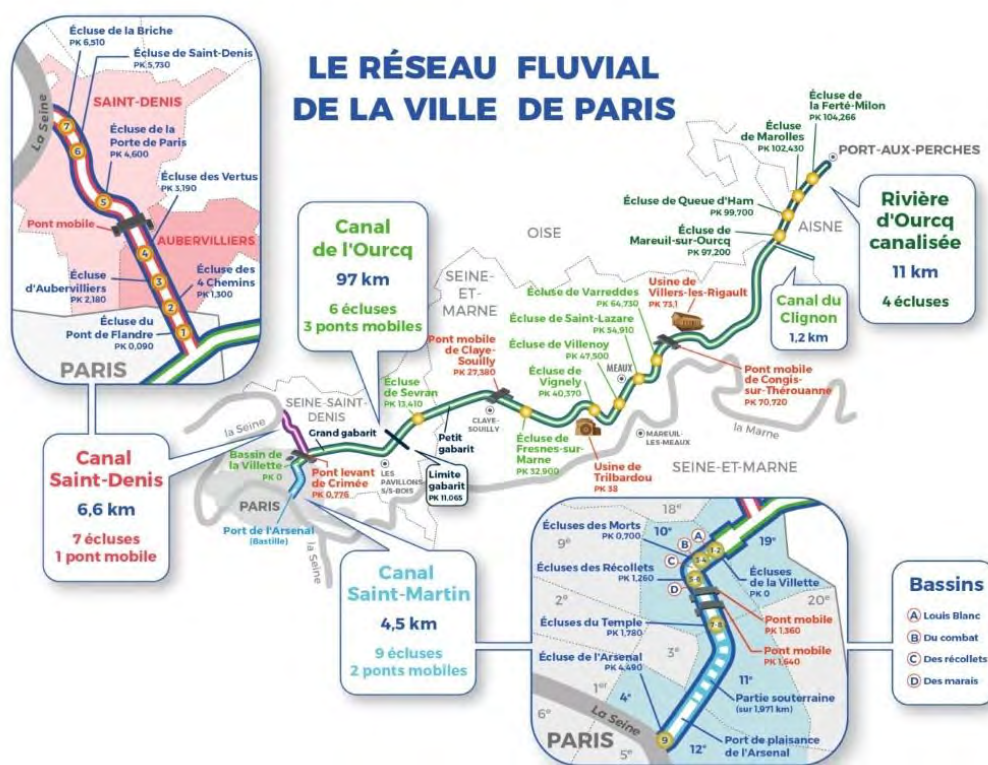 LE RÉSEAU FLUVIAL
DE LA VILLE DE PARIS
Écluse de la Briche
PK 6,510
Écluse de Saint-Denis
PK 5,730
La Seine
SAINT-DENIS
7
6
Écluse de la
Porte de Paris
PK 4,600
5
Écluse des Vertus
PK 3,190
Pont mobile
AUBERVILLIERS
4
Écluse
d'Aubervilliers
PK 2,180
3
Écluse des
4 Chemins
PK 1,300
2
Écluse du
Pont de Flandre
PK 0,090
1
PARIS
Canal
Saint-Denis
6,6 km
7 écluses
1 pont mobile
Canal
de l'Ourcq
97 km
6 écluses
3 ponts mobiles
OISE
SEINE-
ET-
MARNE
AISNE
Écluse de
la Ferté-Milon
PK 104,266
Écluse
de Marolles
PK 102,430
PORT-AUX-PERCHES
Écluse de Queue d'Ham
PK 99,700
Écluse de
Mareuil-sur-Ourcq
PK 97,200
Rivière
d'Ourcq
canalisée
11 km
4 écluses
Canal du
Clignon
1,2 km
Écluse de Varreddes
PK 64,730
Usine de
Villers-les-Rigault
PK 73,1
Écluse de Saint-Lazare
PK 54,910
Écluse de Villenoy
PK 47,500
Écluse de
Vignely
PK 40,370
MEAUX
Pont mobile
de Claye-
Souilly
PK 27,380
Écluse
de Sevran
PK 13,410
Pont mobile
de Congis-
sur-Thérouanne
PK 70,720
la Marne
MAREUIL-
LES-MEAUX
CLAYE-
SOUILLY
Écluse de
Fresnes-sur-
Marne
PK 32,900
Usine de
Trilbardou
PK 38
SEINE-ET-MARNE
SEINE-SAINT-
DENIS
la Seine
Grand gabarit
Petit
gabarit
Limite
gabarit
PK 11,065
Bassin de
la Villette
PK 0
Pont levant
de Crimée
PK 0,776
LES
PAVILLONS
S/S-BOIS
PARIS
Port de l'Arsenal
(Bastille)
la Seine
Canal
Saint-Martin
4,5 km
9 écluses
2 ponts mobiles
Écluses des Morts
PK 0,700
18e
10e
9e
19e
A
B
C
D
1-2
3-4
5-6
Écluses des Récollets
PK 1,260
Écluses
de la Villette
PK 0
20e
2e
Écluses du Temple
PK 1,780
7-8
Pont mobile
PK 1,360
Pont mobile
PK 1,640
3e
Écluse de l'Arsenal
PK 4,490
1er
4e
11e
Partie souterraine
(sur 1,971 km)
6e
La Seine
PARIS
5e
9
12e
Port de plaisance
de l'Arsenal
Bassins
A Louis Blanc
B Du combat
C Des récollets
D Des marais